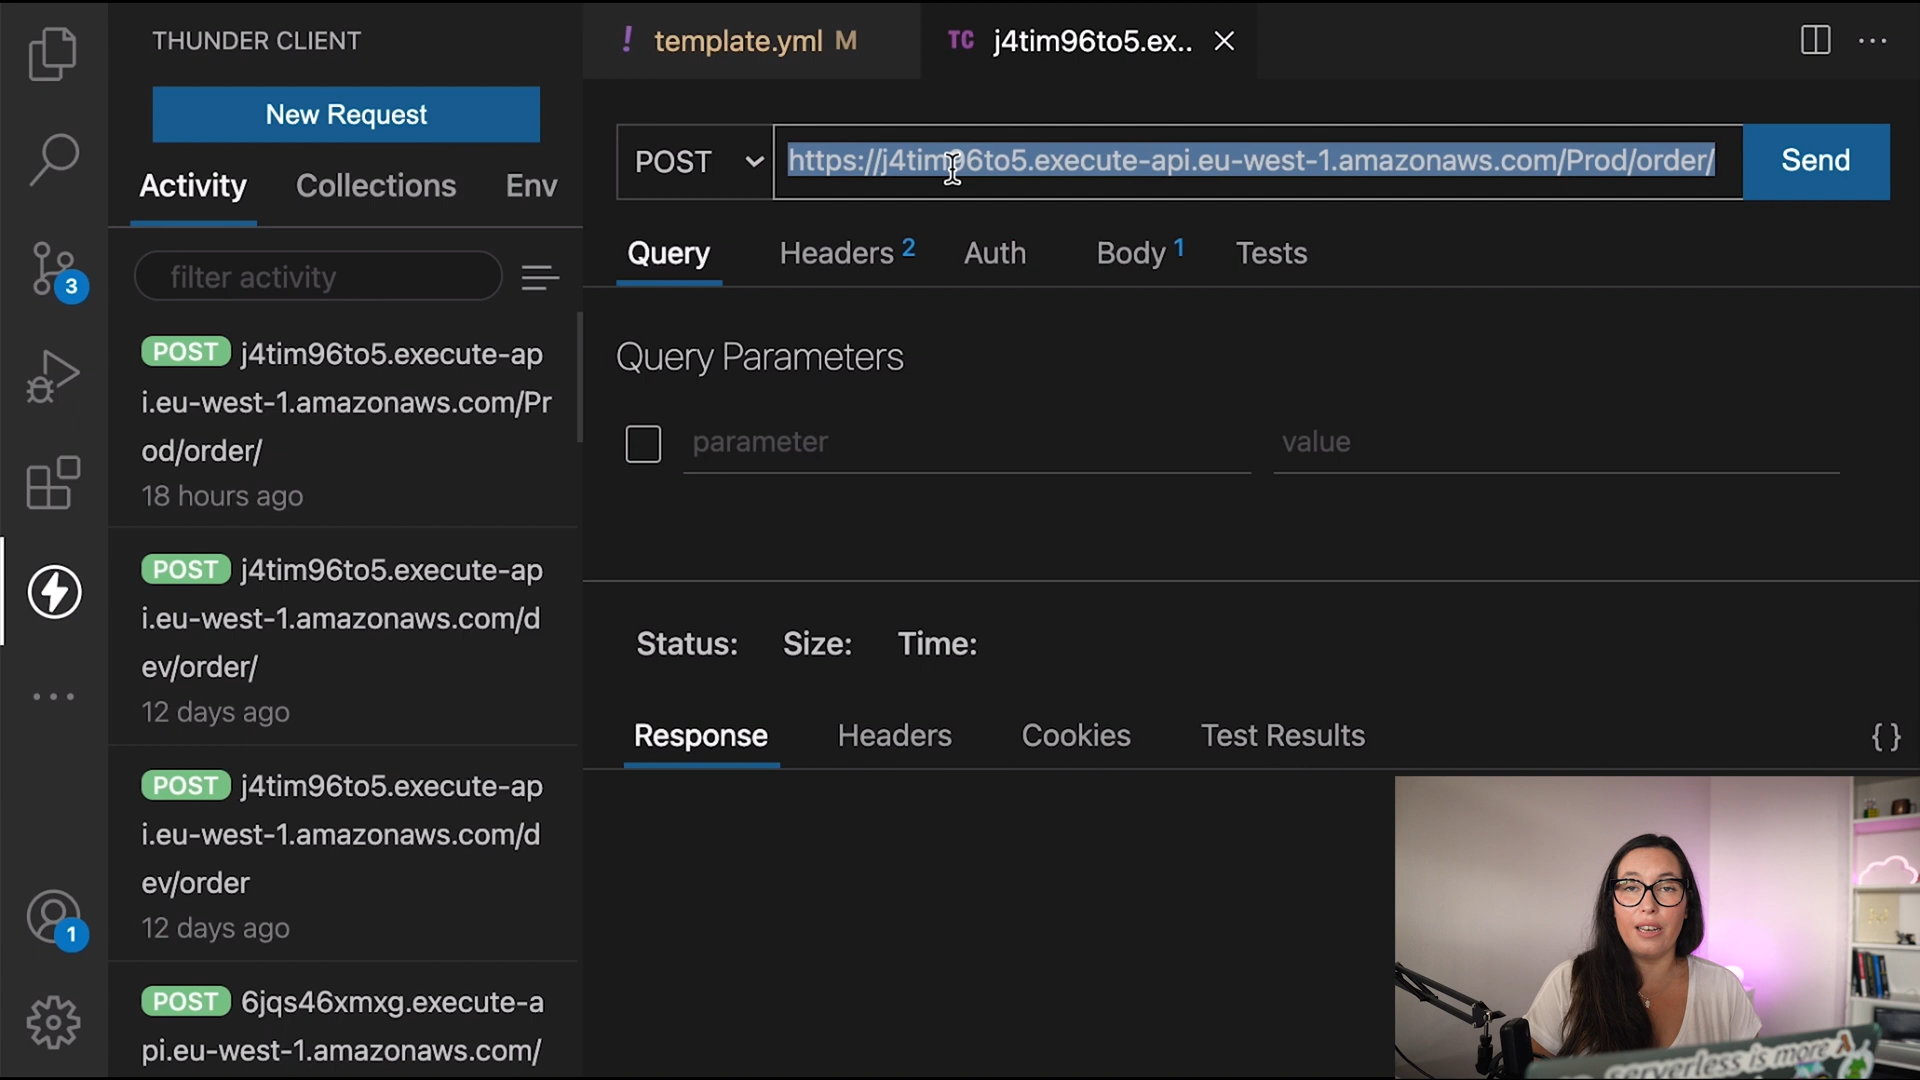 THUNDER CLIENT
New Request
Activity Collections Env
filter activity
POST j4tim96to5.execute-ap
i.eu-west-1.amazonaws.com/Pr
od/order/
18 hours ago
POST j4tim96to5.execute-ap
i.eu-west-1.amazonaws.com/d
ev/order/
12 days ago
POST j4tim96to5.execute-ap
i.eu-west-1.amazonaws.com/d
ev/order
12 days ago
POST 6jqs46xmxg.execute-a
pi.eu-west-1.amazonaws.com/
3
1
! template.yml M
TC j4tim96to5.ex..
POST https://j4tim96to5.execute-api.eu-west-1.amazonaws.com/Prod/order/ Send
Query Headers 2 Auth Body 1 Tests
Query Parameters
parameter value
Status: Size: Time:
Response Headers Cookies Test Results { }
serverless is more